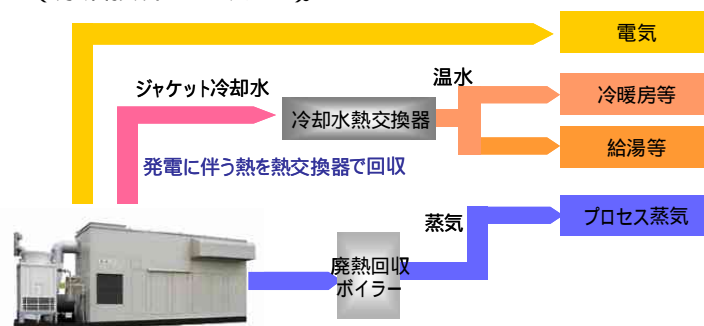 電気
温水
ジャケット冷却水
冷暖房等
冷却水熱交換器
給湯等
発電に伴う熱を熱交換器で回収
プロセス蒸気
蒸気
廃熱回収
ボイラー